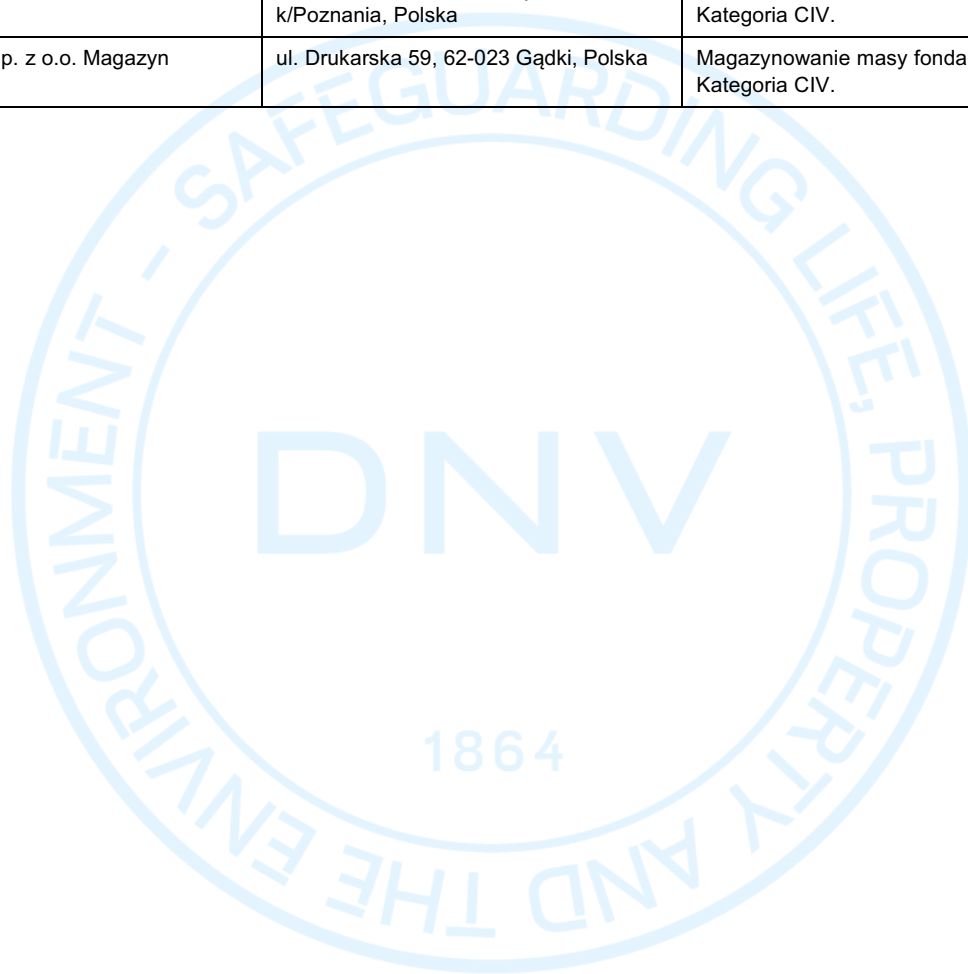 k/Poznania, Polska
Kategoria CIV.
p. z o.o. Magazyn
ul. Drukarska 59, 62-023 Gądki, Polska
Magazynowanie masy fonda
Kategoria CIV.
SAFEGUARDING LIFE, PROPERTY AND THE ENVIRONMENT -
DNV
1864